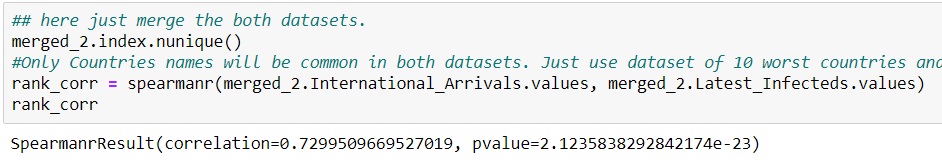 ## here just merge the both datasets.
merged_2.index.nunique()
#Only Countries names will be common in both datasets. Just use dataset of 10 worst countries and
rank_corr = spearmanr(merged_2.International_Arrivals.values, merged_2.Latest_Infecteds.values)
rank_corr
SpearmanrResult(correlation=0.7299509669527019, pvalue=2.1235838292842174e-23)